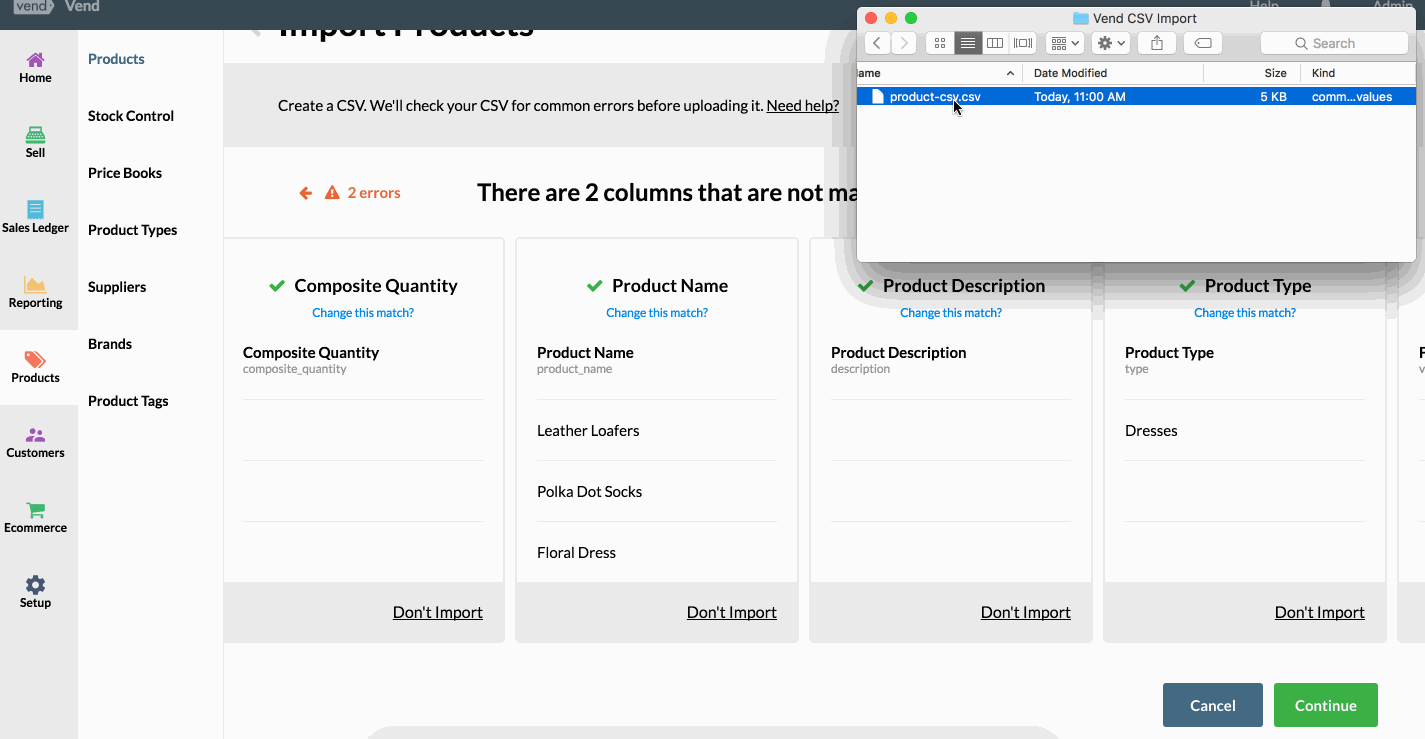 vend
Vend
Help
Admin
Import Products
Create a CSV. We'll check your CSV for common errors before uploading it. Need help?
2 errors
There are 2 columns that are not ma
Home
Sell
Sales Ledger
Reporting
Products
Customers
Ecommerce
Setup
Products
Stock Control
Price Books
Product Types
Suppliers
Brands
Product Tags
Vend CSV Import
Search
ame
Date Modified
Size
Kind
product-csv.csv
Today, 11:00 AM
5 KB
comm...values
Composite Quantity
Change this match?
Composite Quantity
composite_quantity
Don't Import
Product Name
Change this match?
Product Name
product_name
Leather Loafers
Polka Dot Socks
Floral Dress
Don't Import
Product Description
Change this match?
Product Description
description
Don't Import
Product Type
Change this match?
Product Type
type
Dresses
Don't Import
Cancel
Continue